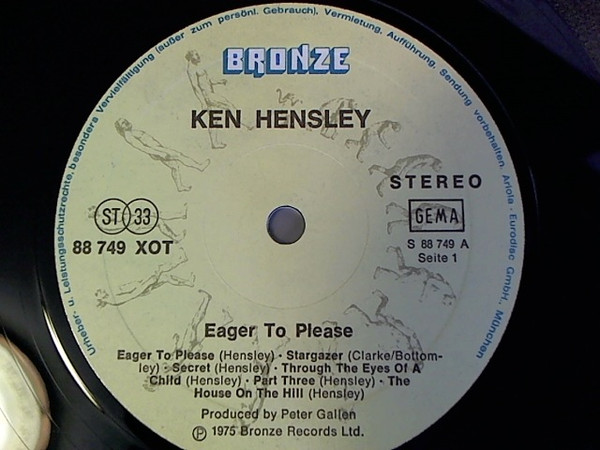 Urheber- u. Leistungsschutzrechte, besonders Vervielfältigung (außer zum persönl. Gebrauch), Vermietung, Aufführung, Sendung vorbehalten. Ariola-Eurodisc GmbH., München
BRONZE
KEN HENSLEY
STEREO
ST 33
GEMA
88 749 XOT
S 88 749 A
Seite 1
Eager To Please
Eager To Please (Hensley) · Stargazer (Clarke/Bottom-
ley) · Secret (Hensley) · Through The Eyes Of A
Child (Hensley) · Part Three (Hensley) · The
House On The Hill (Hensley)
Produced by Peter Gallen
Ⓟ 1975 Bronze Records Ltd.